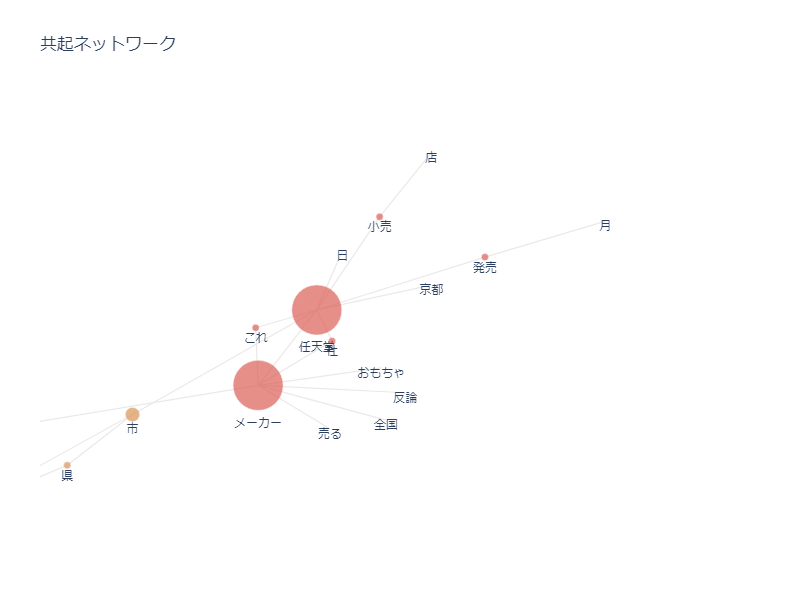 共起ネットワーク
店
小売
月
日
発売
京都
これ
任天堂
社
おもちゃ
反論
メーカー
全国
市
売る
県